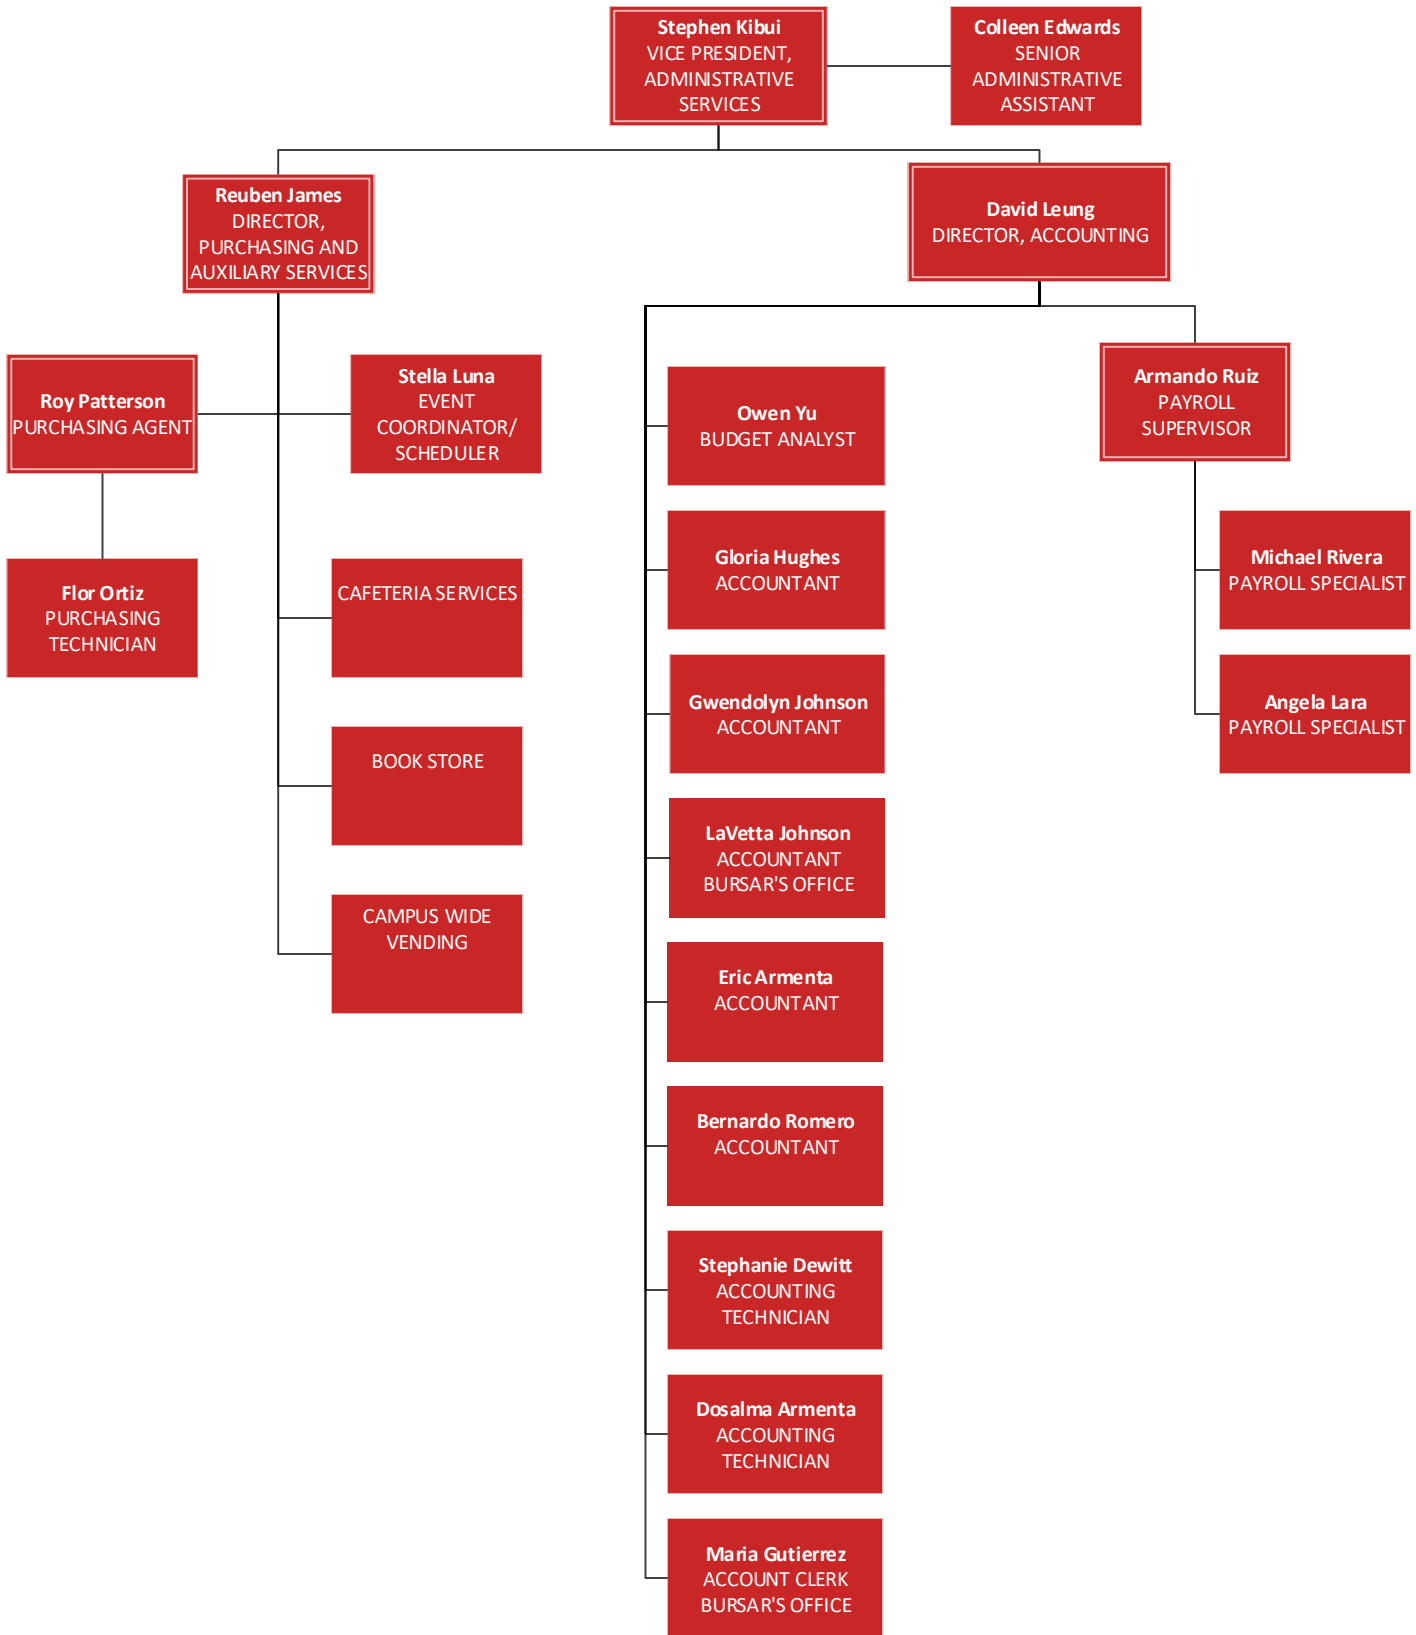 Stephen Kibui
VICE PRESIDENT,
ADMINISTRATIVE
SERVICES
Colleen Edwards
SENIOR
ADMINISTRATIVE
ASSISTANT
Reuben James
DIRECTOR,
PURCHASING AND
AUXILIARY SERVICES
David Leung
DIRECTOR, ACCOUNTING
Roy Patterson
PURCHASING AGENT
Stella Luna
EVENT
COORDINATOR/
SCHEDULER
Flor Ortiz
PURCHASING
TECHNICIAN
CAFETERIA SERVICES
BOOK STORE
CAMPUS WIDE
VENDING
Owen Yu
BUDGET ANALYST
Gloria Hughes
ACCOUNTANT
Gwendolyn Johnson
ACCOUNTANT
LaVetta Johnson
ACCOUNTANT
BURSAR'S OFFICE
Eric Armenta
ACCOUNTANT
Bernardo Romero
ACCOUNTANT
Stephanie Dewitt
ACCOUNTING
TECHNICIAN
Dosalma Armenta
ACCOUNTING
TECHNICIAN
Maria Gutierrez
ACCOUNT CLERK
BURSAR'S OFFICE
Armando Ruiz
PAYROLL
SUPERVISOR
Michael Rivera
PAYROLL SPECIALIST
Angela Lara
PAYROLL SPECIALIST